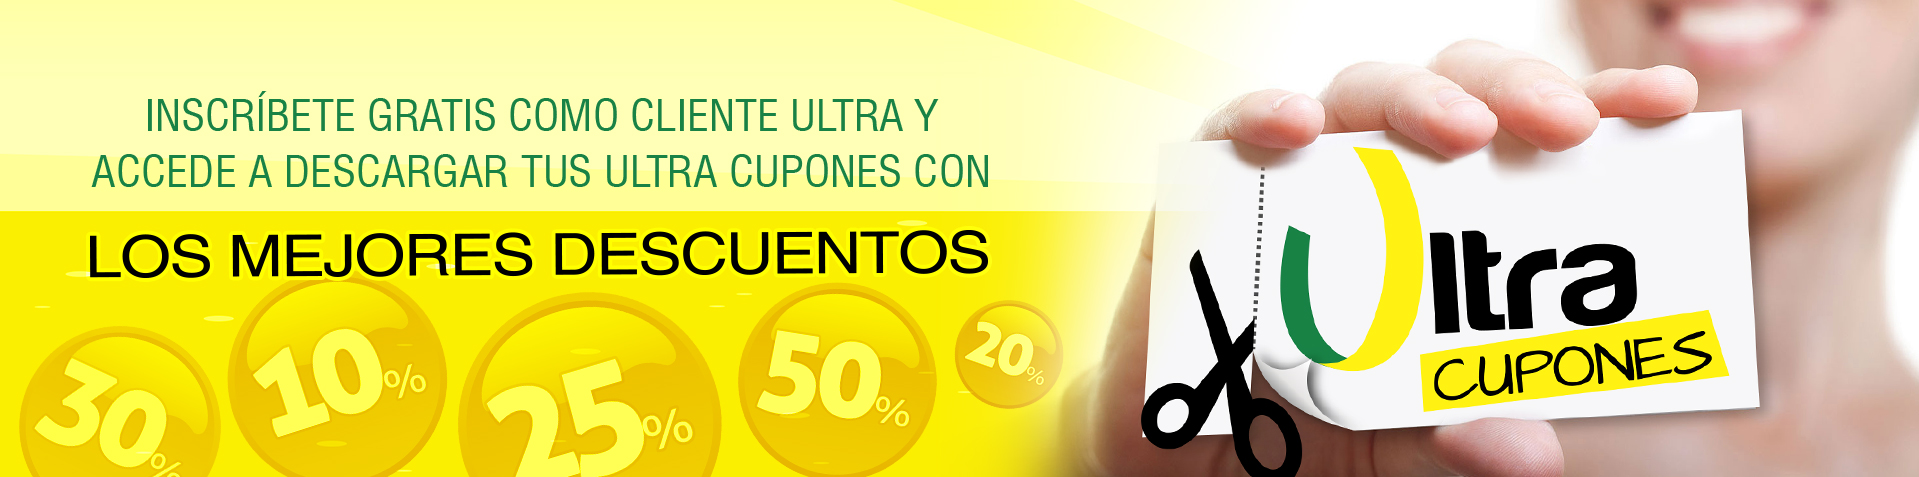 INSCRÍBETE GRATIS COMO CLIENTE ULTRA Y
ACCEDE A DESCARGAR TUS ULTRA CUPONES CON
LOS MEJORES DESCUENTOS
30%
10%
25%
50%
20%
Ultra
CUPONES